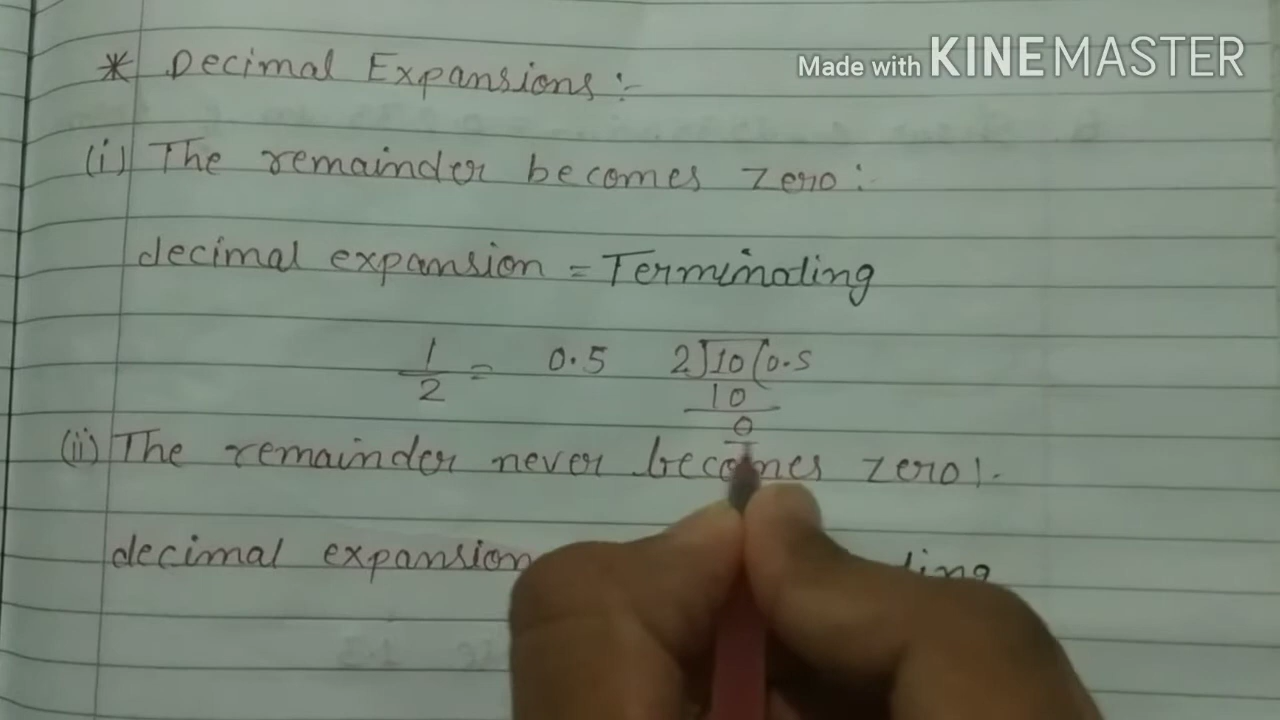 Made with KINEMASTER
* Decimal Expansions :-
(i) The remainder becomes zero :-
decimal expansion = Terminating
1/2 = 0.5 2)10(0.5
10
0
(ii) The remainder never becomes zero :-
decimal expansion